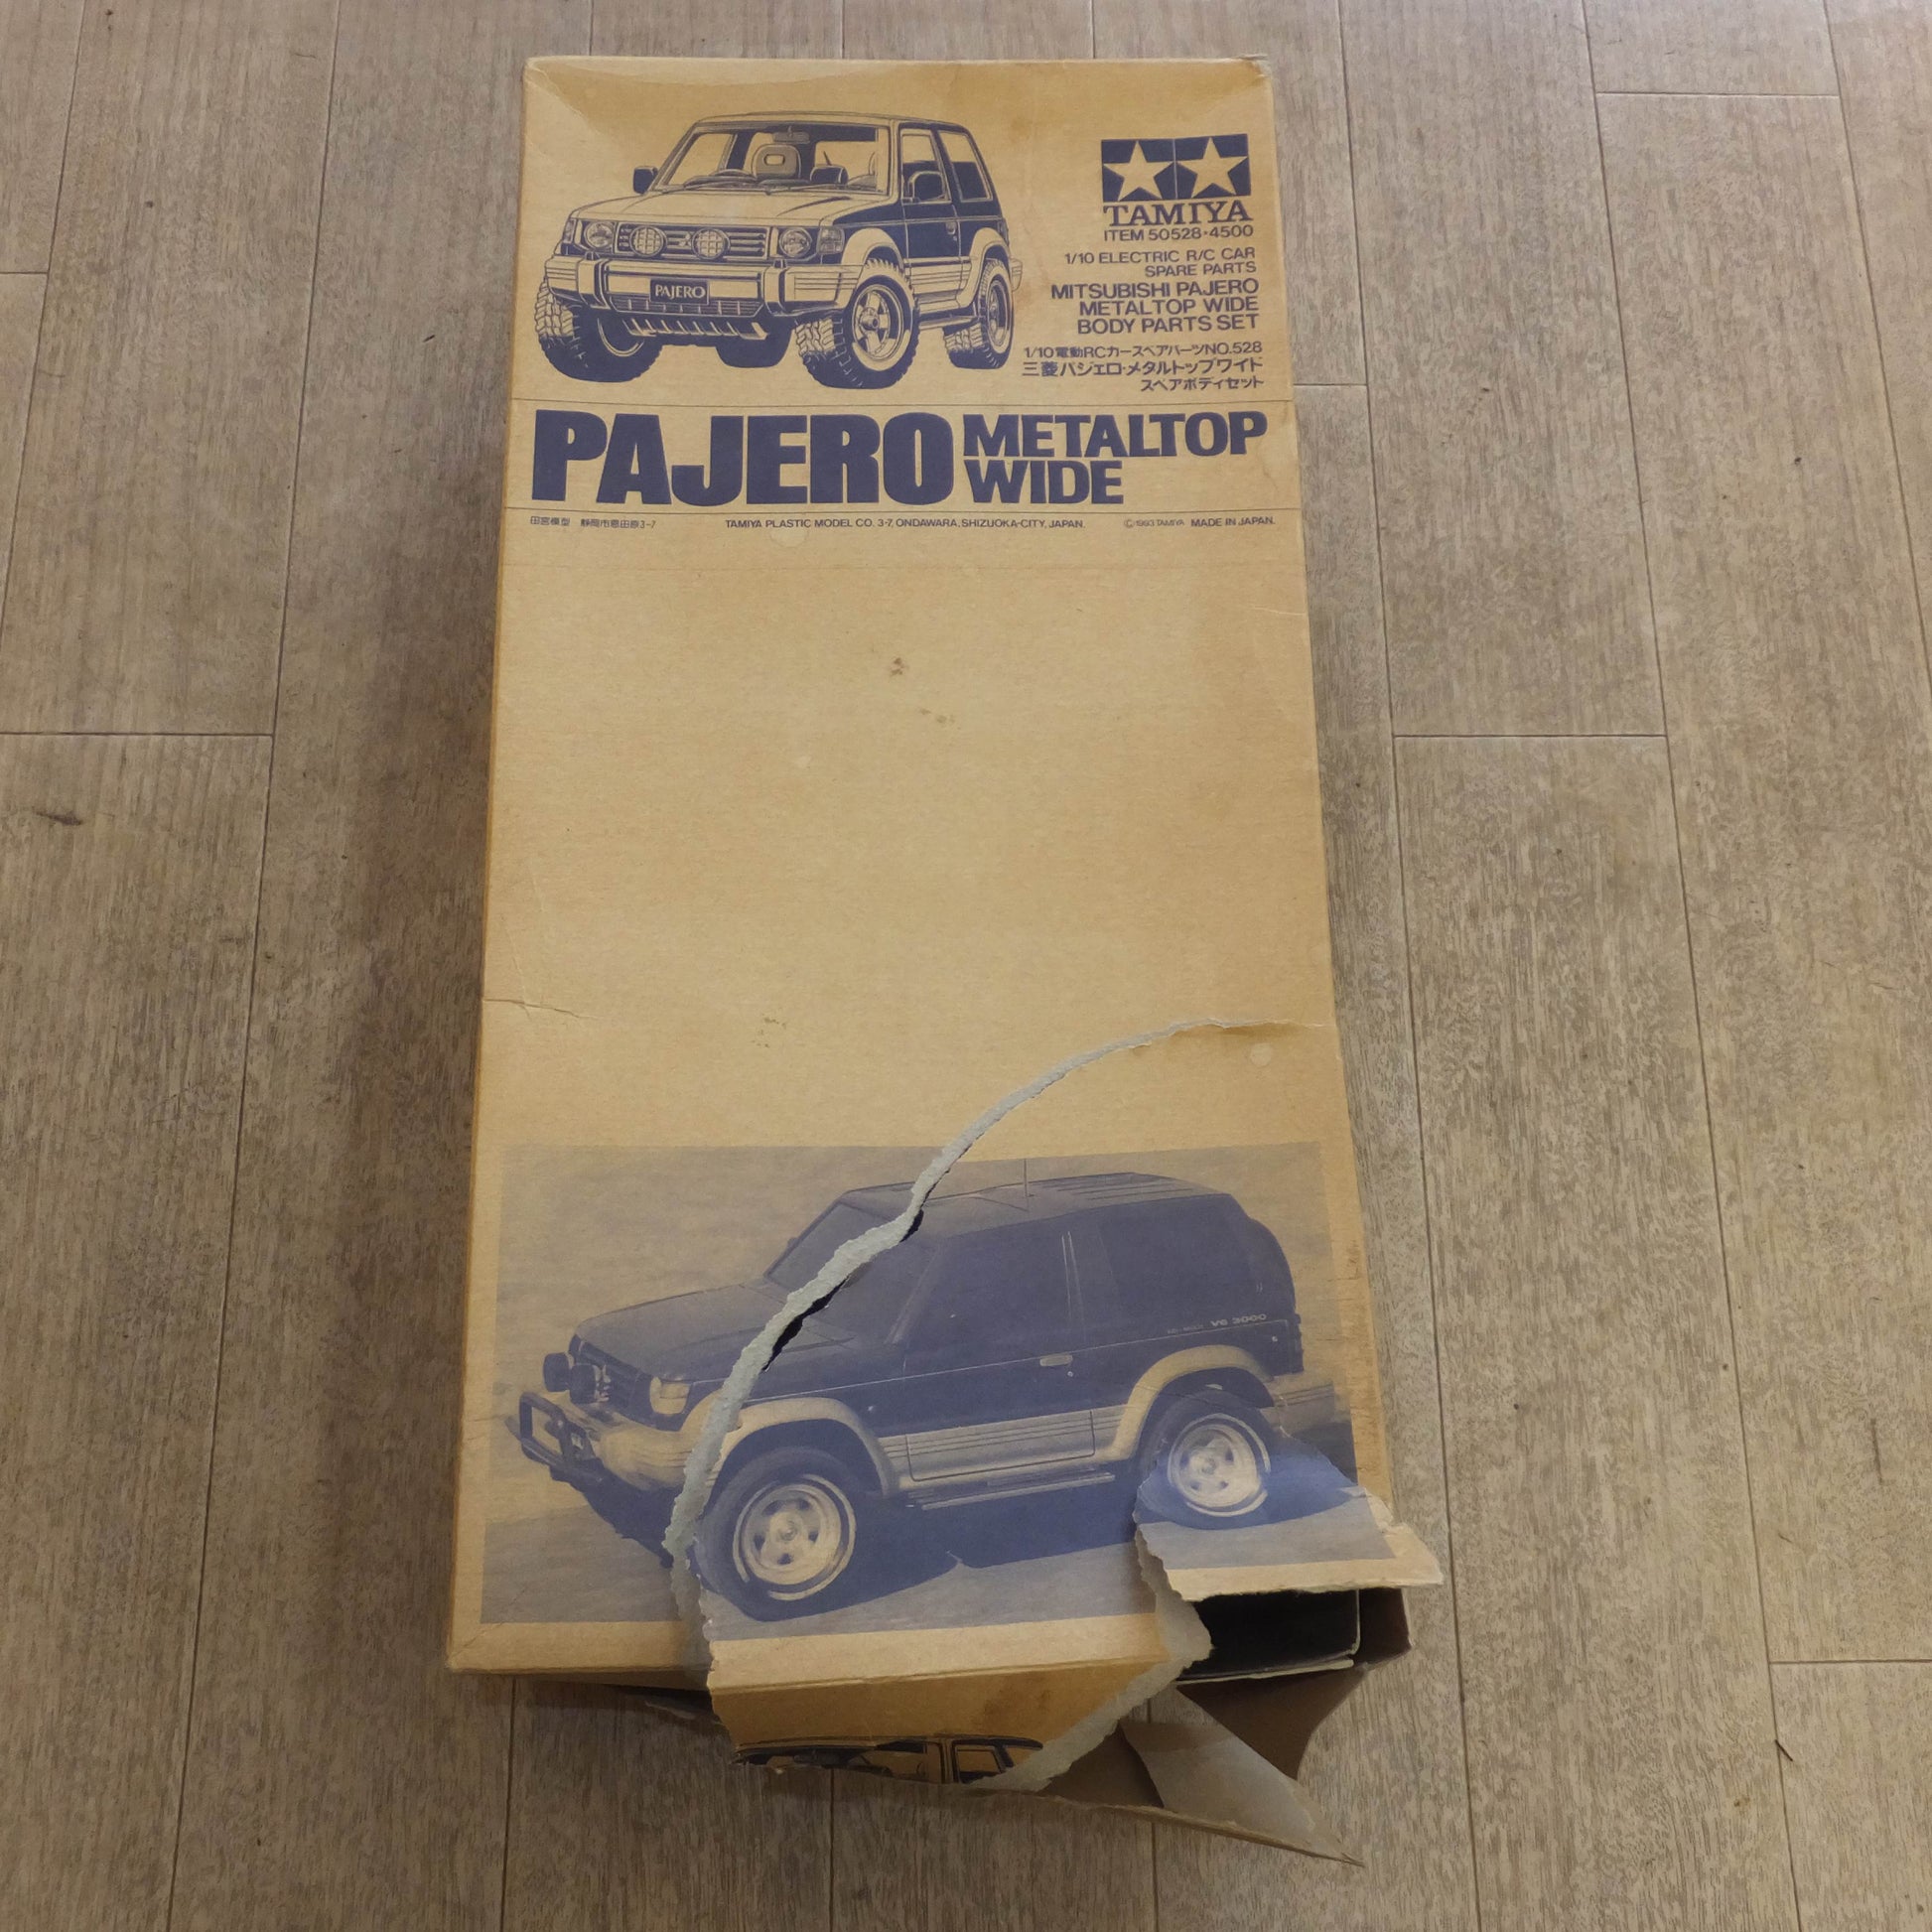 TAMIYA
ITEM 50528・4500
1/10 ELECTRIC R/C CAR
SPARE PARTS
MITSUBISHI PAJERO
METALTOP WIDE
BODY PARTS SET
1/10電動RCカースペアパーツNO.528
三菱パジェロ・メタルトップワイド
スペアボディセット
PAJERO
PAJERO METALTOP
WIDE
田宮模型 静岡市恩田原3-7
TAMIYA PLASTIC MODEL CO. 3-7, ONDAWARA, SHIZUOKA-CITY, JAPAN.
©1993 TAMIYA MADE IN JAPAN.
V6 3000